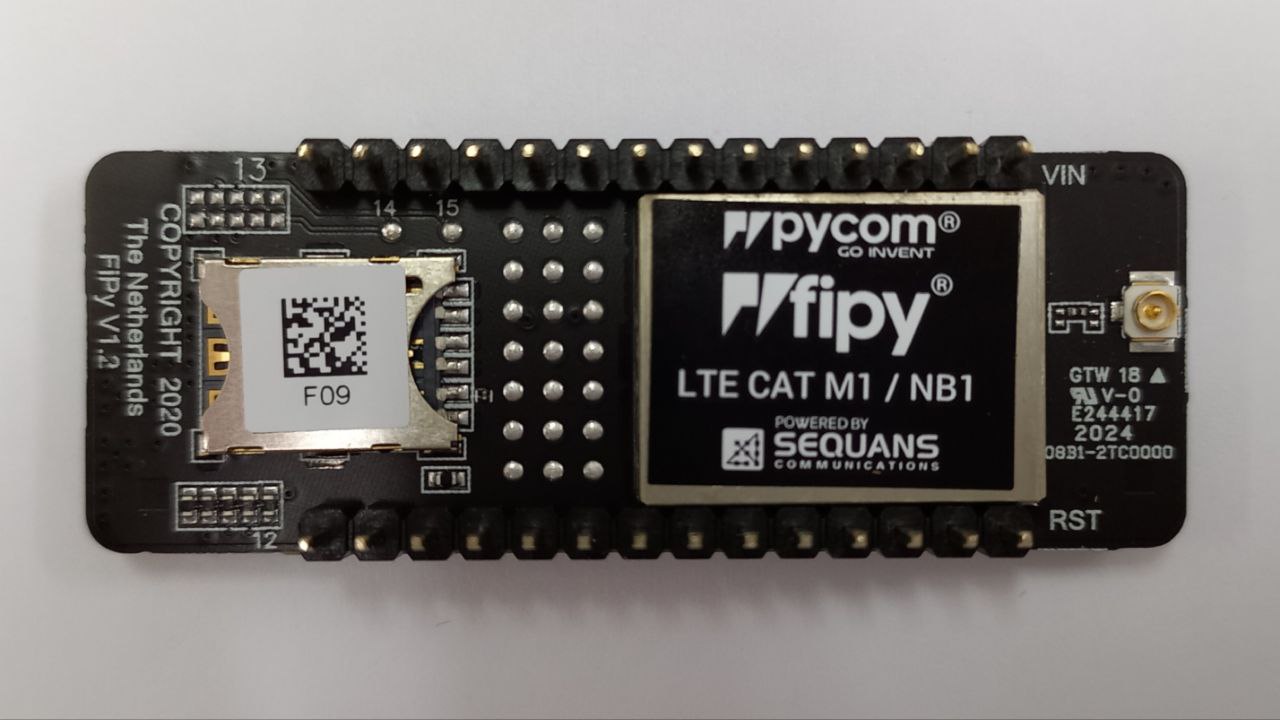 13
14
15
VIN
COPYRIGHT 2020
The Netherlands
FiPy V1.2
F09
12
pycom®
GO INVENT
fipy®
LTE CAT M1 / NB1
POWERED BY
SEQUANS
COMMUNICATIONS
GTW 18
V-0
E244417
2024
0831-2TC0000
RST